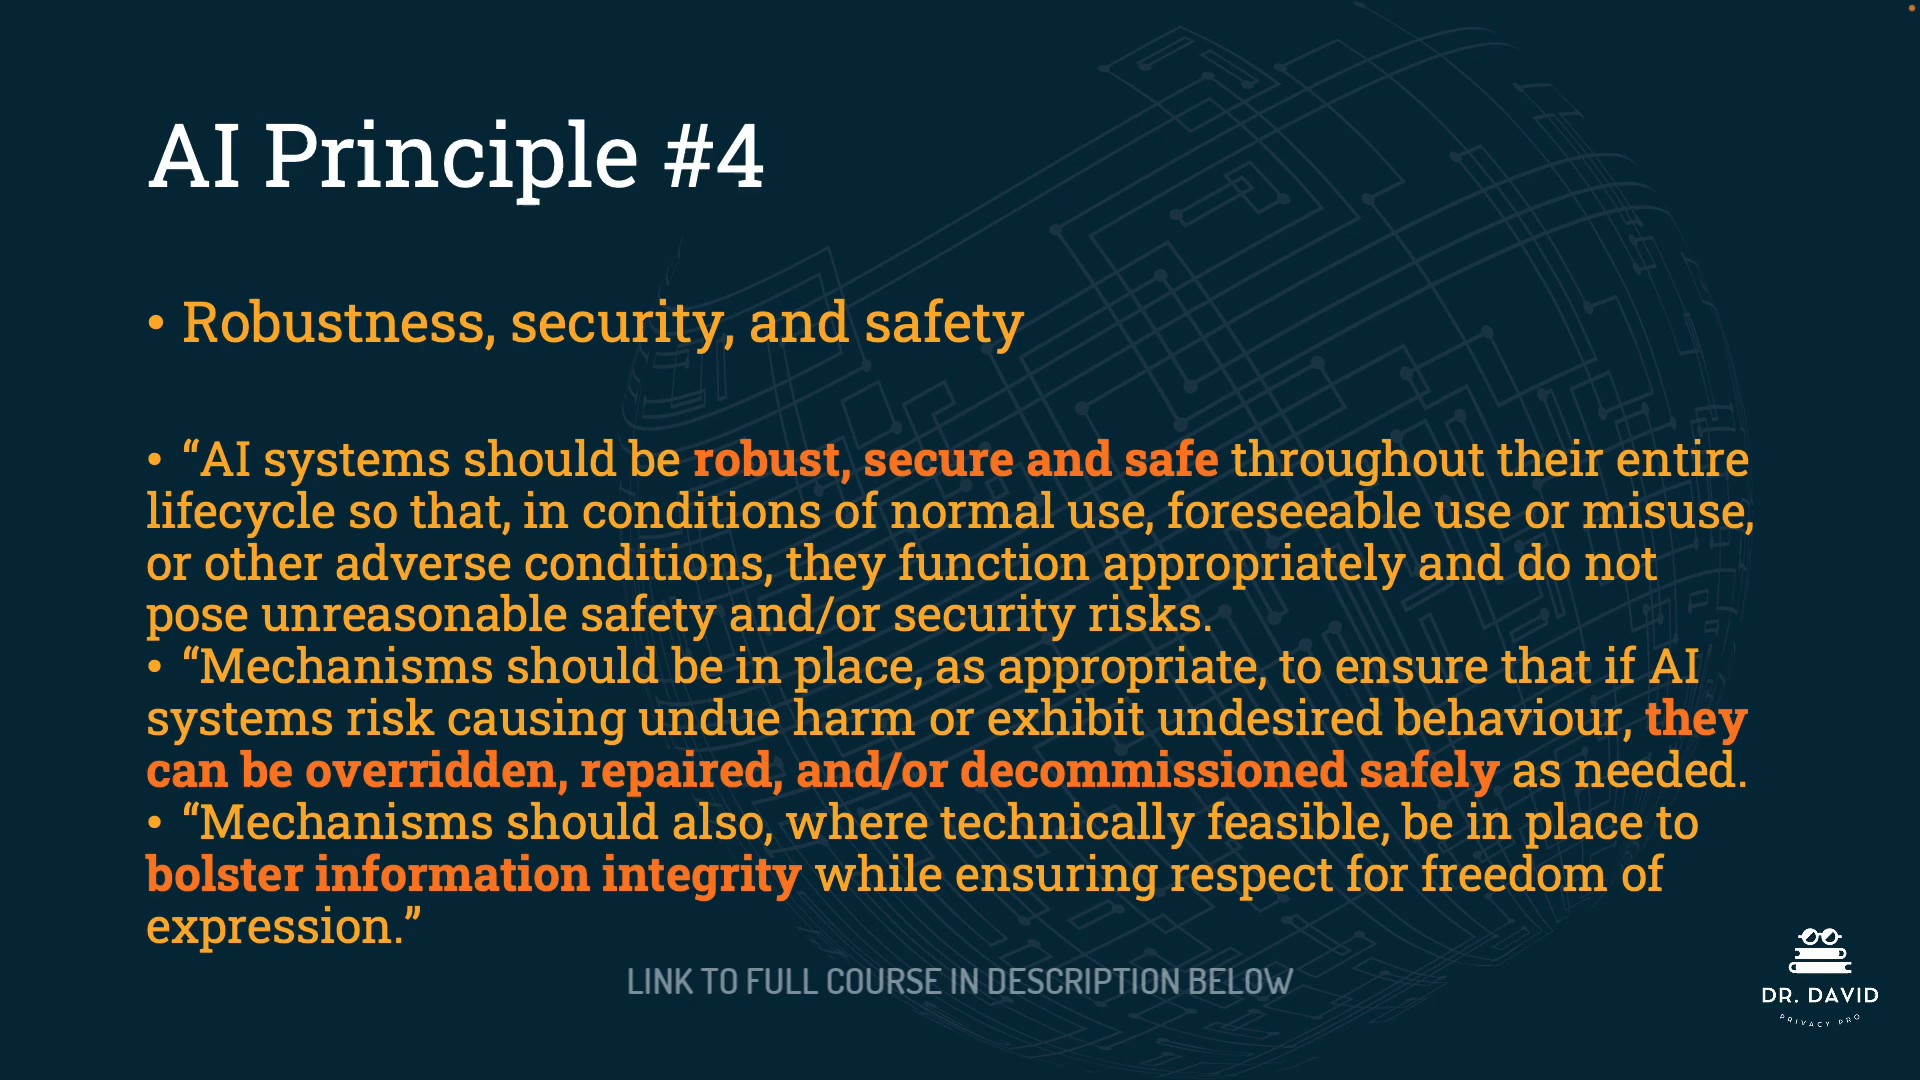 AI Principle #4
• Robustness, security, and safety
• “AI systems should be robust, secure and safe throughout their entire
lifecycle so that, in conditions of normal use, foreseeable use or misuse,
or other adverse conditions, they function appropriately and do not
pose unreasonable safety and/or security risks.
• “Mechanisms should be in place, as appropriate, to ensure that if AI
systems risk causing undue harm or exhibit undesired behaviour, they
can be overridden, repaired, and/or decommissioned safely as needed.
• “Mechanisms should also, where technically feasible, be in place to
bolster information integrity while ensuring respect for freedom of
expression.”
LINK TO FULL COURSE IN DESCRIPTION BELOW
DR. DAVID
PRIVACY PRO